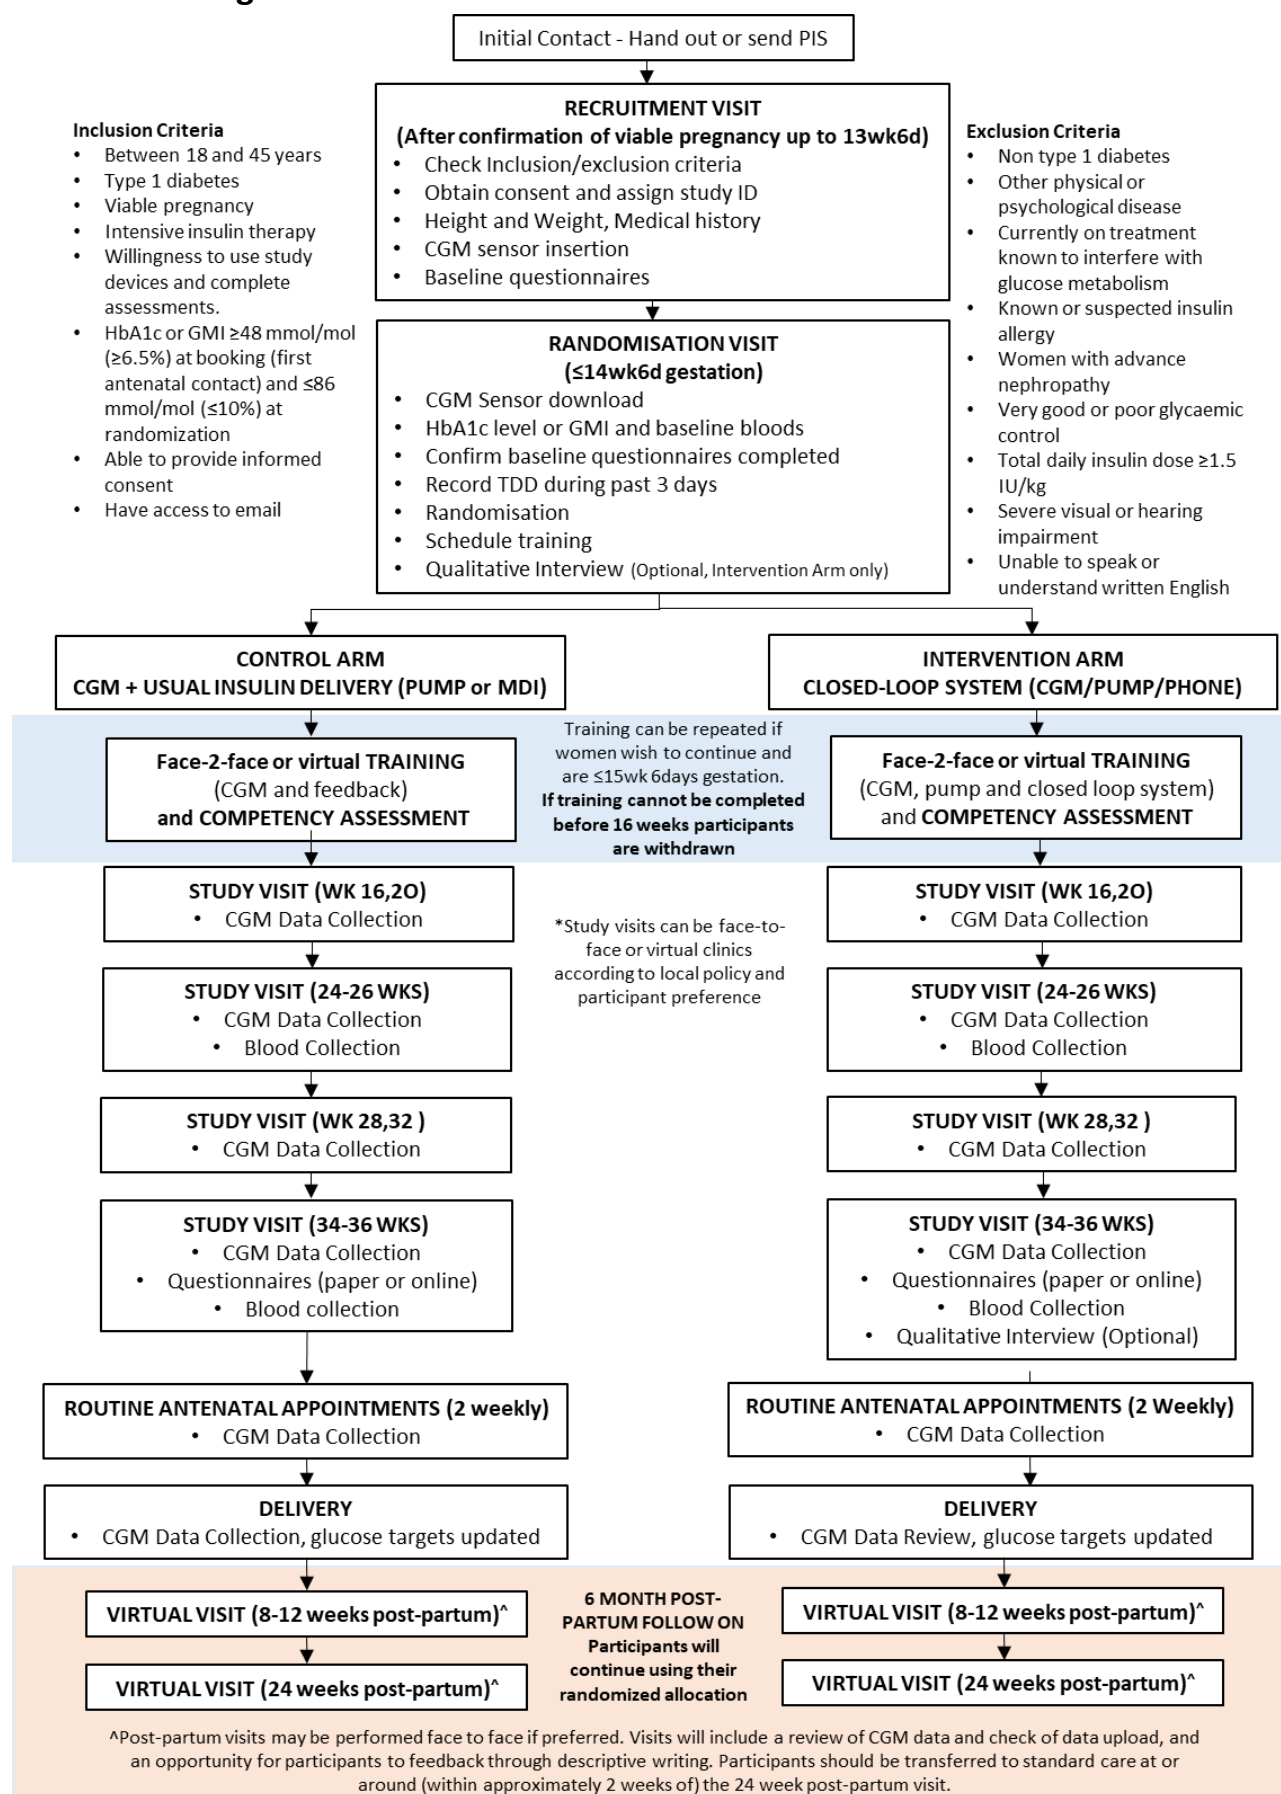 Initial Contact - Hand out or send PIS
RECRUITMENT VISIT
(After confirmation of viable pregnancy up to 13wk6d)
• Check Inclusion/exclusion criteria
• Obtain consent and assign study ID
• Height and Weight, Medical history
• CGM sensor insertion
• Baseline questionnaires
Inclusion Criteria
• Between 18 and 45 years
• Type 1 diabetes
• Viable pregnancy
• Intensive insulin therapy
• Willingness to use study
devices and complete
assessments.
• HbA1c or GMI ≥48 mmol/mol
(≥6.5%) at booking (first
antenatal contact) and ≤86
mmol/mol (≤10%) at
randomization
• Able to provide informed
consent
• Have access to email
Exclusion Criteria
• Non type 1 diabetes
• Other physical or
psychological disease
• Currently on treatment
known to interfere with
glucose metabolism
• Known or suspected insulin
allergy
• Women with advance
nephropathy
• Very good or poor glycaemic
control
• Total daily insulin dose ≥1.5
IU/kg
• Severe visual or hearing
impairment
• Unable to speak or
understand written English
RANDOMISATION VISIT
(≤14wk6d gestation)
• CGM Sensor download
• HbA1c level or GMI and baseline bloods
• Confirm baseline questionnaires completed
• Record TDD during past 3 days
• Randomisation
• Schedule training
• Qualitative Interview (Optional, Intervention Arm only)
CONTROL ARM
CGM + USUAL INSULIN DELIVERY (PUMP or MDI)
INTERVENTION ARM
CLOSED-LOOP SYSTEM (CGM/PUMP/PHONE)
Face-2-face or virtual TRAINING
(CGM and feedback)
and COMPETENCY ASSESSMENT
Training can be repeated if
women wish to continue and
are ≤15wk 6days gestation.
If training cannot be completed
before 16 weeks participants
are withdrawn
Face-2-face or virtual TRAINING
(CGM, pump and closed loop system)
and COMPETENCY ASSESSMENT
STUDY VISIT (WK 16,2O)
• CGM Data Collection
STUDY VISIT (WK 16,2O)
• CGM Data Collection
*Study visits can be face-to-
face or virtual clinics
according to local policy and
participant preference
STUDY VISIT (24-26 WKS)
• CGM Data Collection
• Blood Collection
STUDY VISIT (24-26 WKS)
• CGM Data Collection
• Blood Collection
STUDY VISIT (WK 28,32 )
• CGM Data Collection
STUDY VISIT (WK 28,32 )
• CGM Data Collection
STUDY VISIT (34-36 WKS)
• CGM Data Collection
• Questionnaires (paper or online)
• Blood collection
STUDY VISIT (34-36 WKS)
• CGM Data Collection
• Questionnaires (paper or online)
• Blood Collection
• Qualitative Interview (Optional)
ROUTINE ANTENATAL APPOINTMENTS (2 weekly)
• CGM Data Collection
ROUTINE ANTENATAL APPOINTMENTS (2 Weekly)
• CGM Data Collection
DELIVERY
• CGM Data Collection, glucose targets updated
DELIVERY
• CGM Data Review, glucose targets updated
VIRTUAL VISIT (8-12 weeks post-partum)^
VIRTUAL VISIT (24 weeks post-partum)^
6 MONTH POST-
PARTUM FOLLOW ON
Participants will
continue using their
randomized allocation
VIRTUAL VISIT (8-12 weeks post-partum)^
VIRTUAL VISIT (24 weeks post-partum)^
^Post-partum visits may be performed face to face if preferred. Visits will include a review of CGM data and check of data upload, and
an opportunity for participants to feedback through descriptive writing. Participants should be transferred to standard care at or
around (within approximately 2 weeks of) the 24 week post-partum visit.